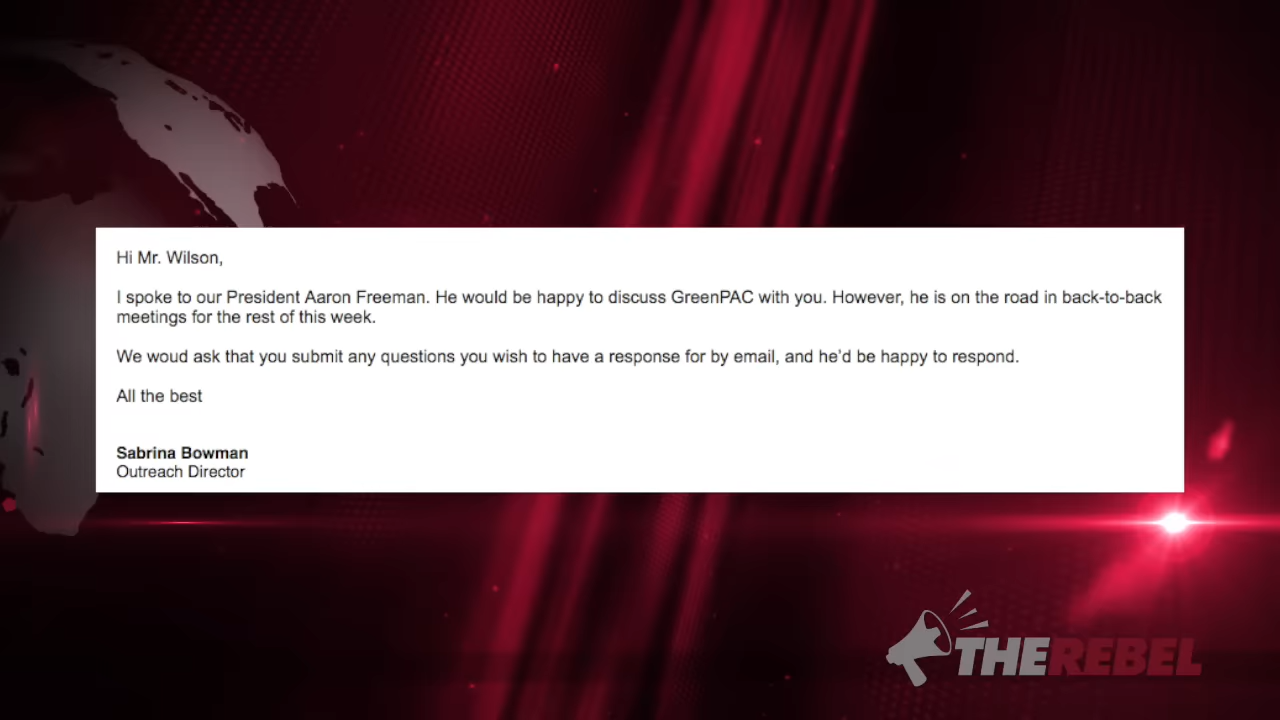 Hi Mr. Wilson,
I spoke to our President Aaron Freeman. He would be happy to discuss GreenPAC with you. However, he is on the road in back-to-back
meetings for the rest of this week.
We woud ask that you submit any questions you wish to have a response for by email, and he'd be happy to respond.
All the best
Sabrina Bowman
Outreach Director
THEREBEL